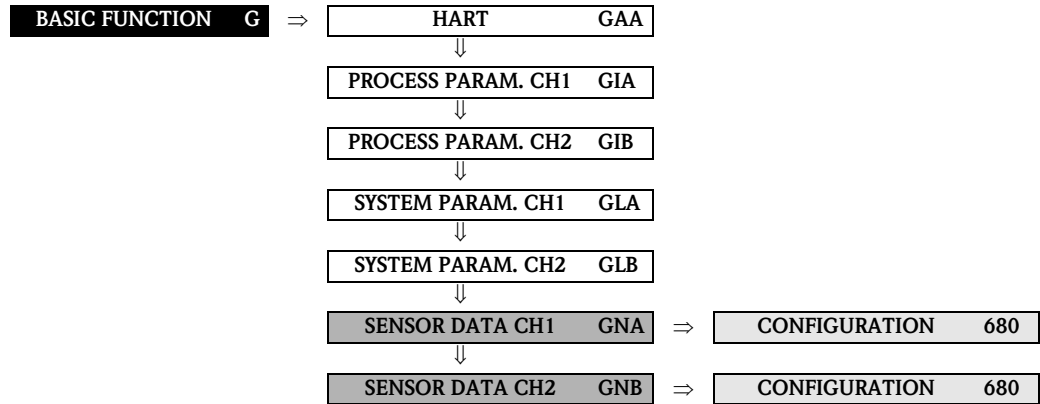 BASIC FUNCTION G ⇒ HART GAA
⇓
PROCESS PARAM. CH1 GIA
⇓
PROCESS PARAM. CH2 GIB
⇓
SYSTEM PARAM. CH1 GLA
⇓
SYSTEM PARAM. CH2 GLB
⇓
SENSOR DATA CH1 GNA ⇒ CONFIGURATION 680
⇓
SENSOR DATA CH2 GNB ⇒ CONFIGURATION 680